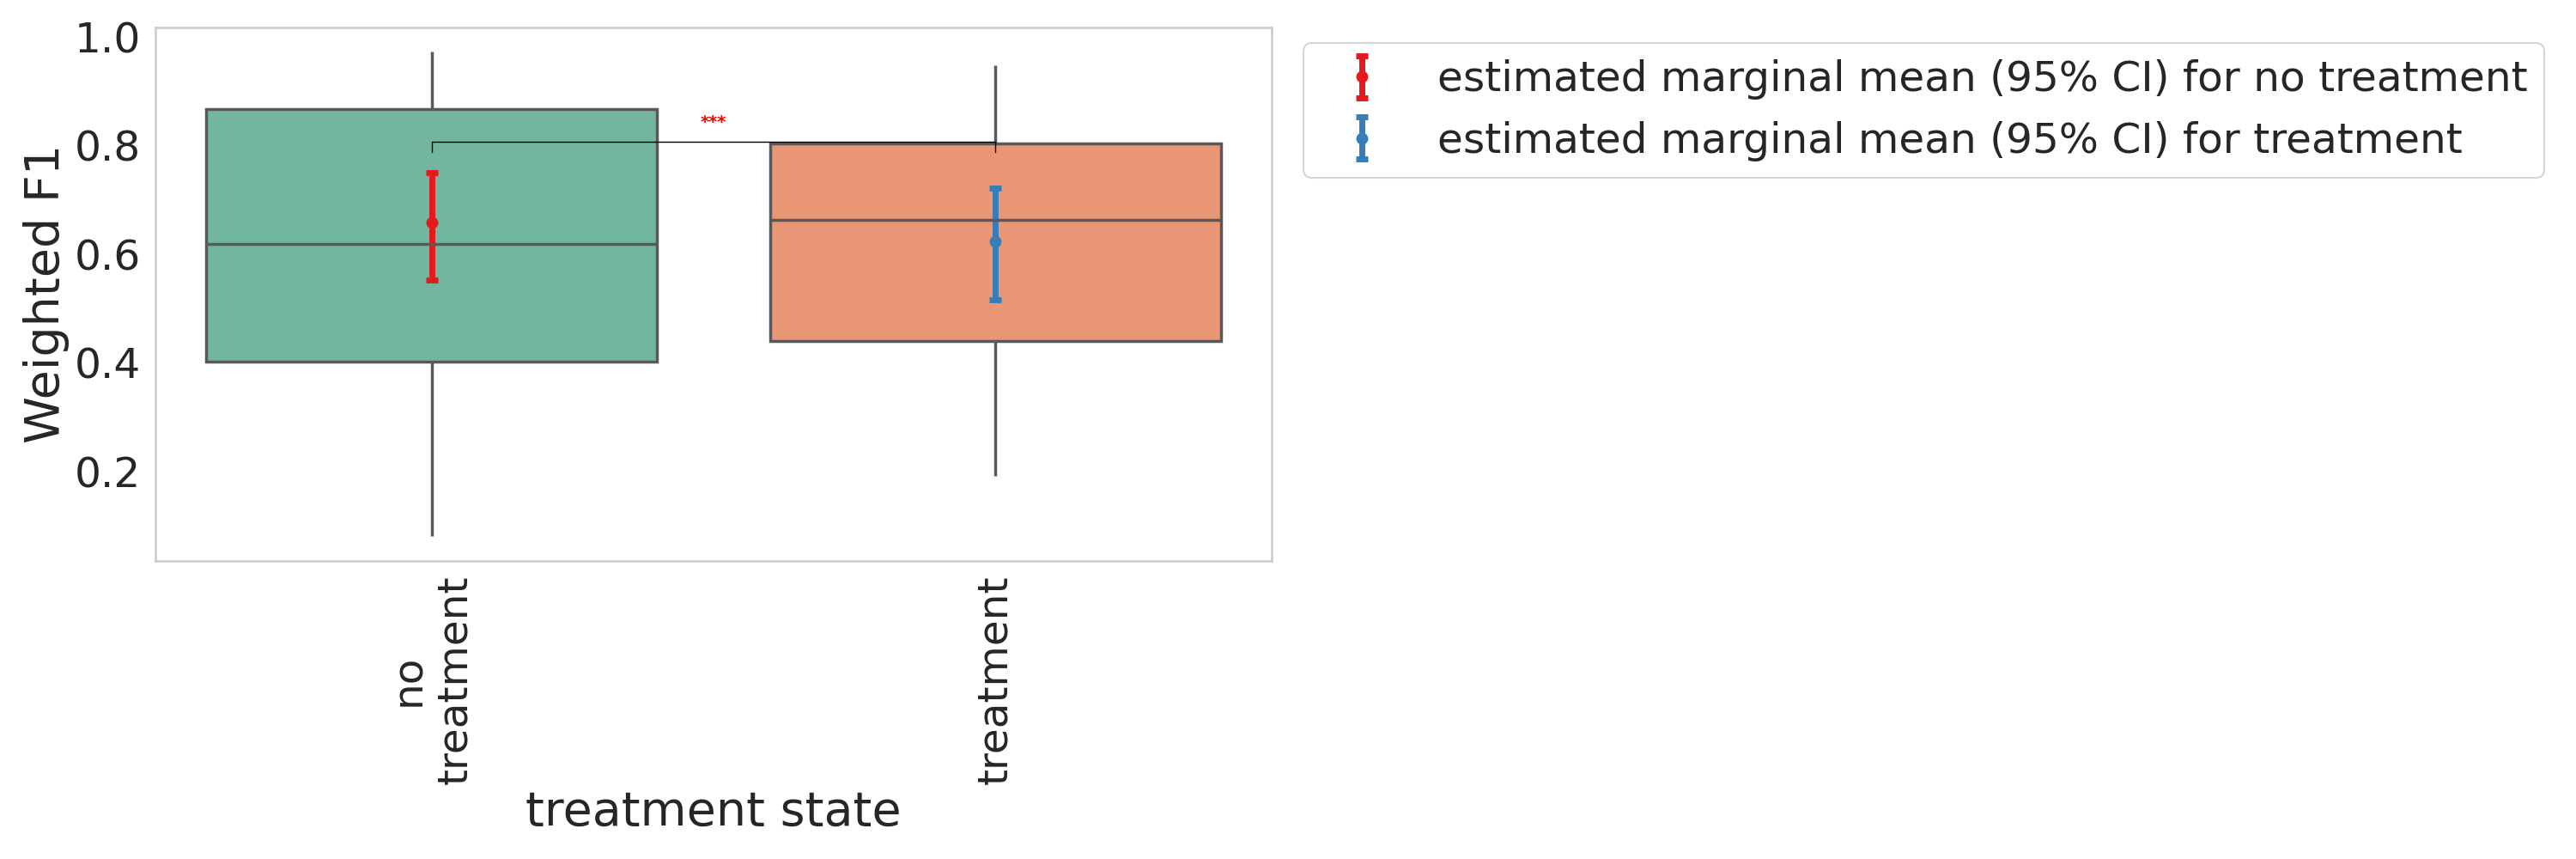 1.0
0.8
0.6
0.4
0.2
Weighted F1
***
no
treatment
treatment
treatment state
estimated marginal mean (95% CI) for no treatment
estimated marginal mean (95% CI) for treatment